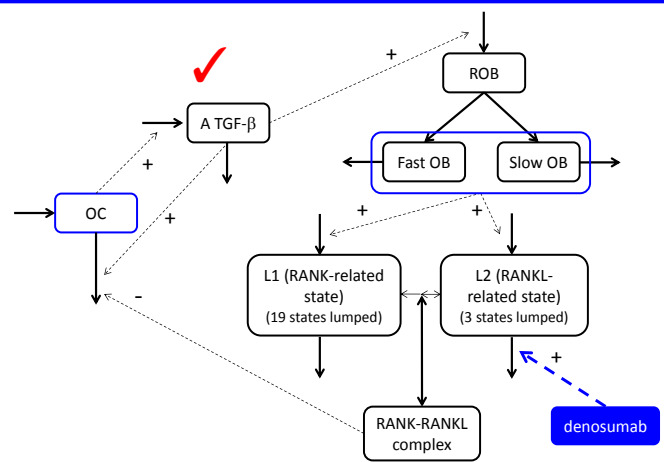 +
ROB
A TGF-β
+
Fast OB
Slow OB
OC
+
+
+
L1 (RANK-related
state)
(19 states lumped)
L2 (RANKL-
related state)
(3 states lumped)
-
+
RANK-RANKL
complex
denosumab